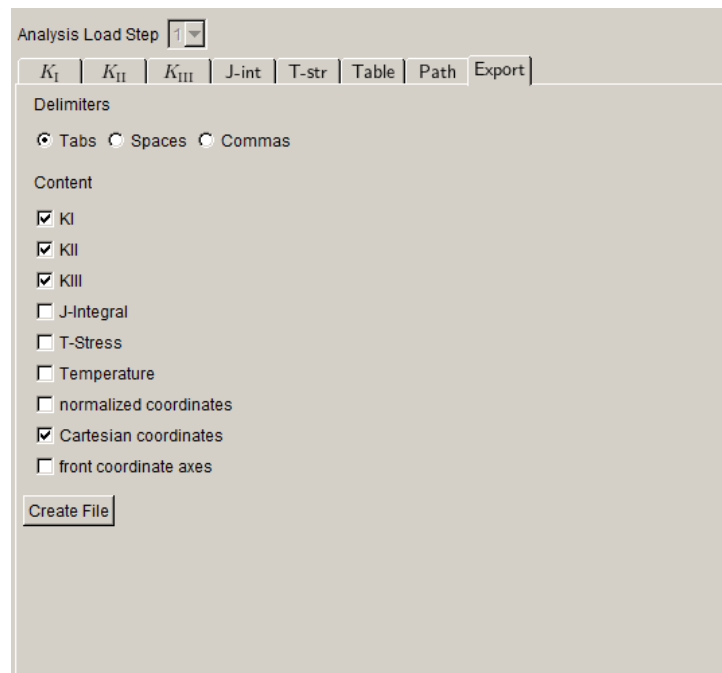 Analysis Load Step 1
KI KII KIII J-int T-str Table Path Export
Delimiters
Tabs Spaces Commas
Content
KI
KII
KIII
J-Integral
T-Stress
Temperature
normalized coordinates
Cartesian coordinates
front coordinate axes
Create File